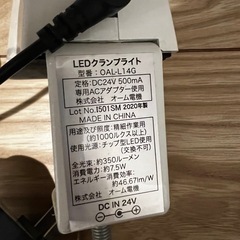 LEDクランプライト
型番:OAL-L14G
定格:DC24V 500mA
専用ACアダプター使用
株式会社 オーム電機
Lot No.1501SM 2020年製
MADE IN CHINA
用途及び照度:精細作業用
(約1000ルクス以上)
使用光源:チップ型LED使用
(交換不可)
全光束:約350ルーメン
消費電力:約7.5W
エネルギー消費効率:
約46.67lm/W
株式会社 オーム電機
DC IN 24V